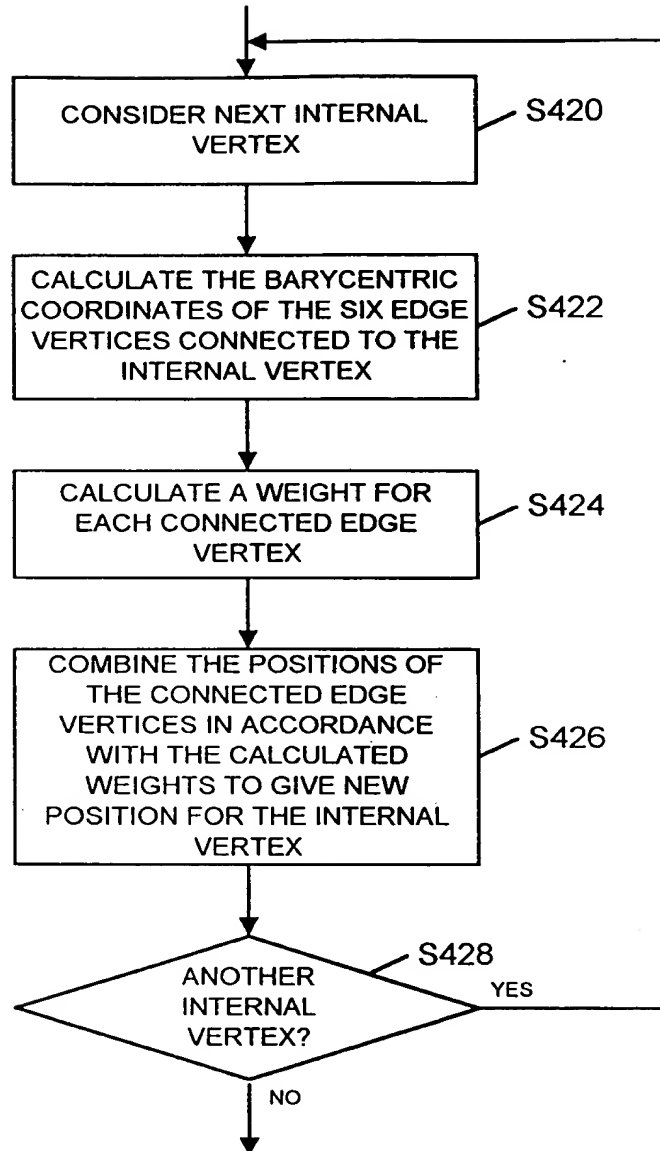 CONSIDER NEXT INTERNAL
VERTEX
S420
CALCULATE THE BARYCENTRIC
COORDINATES OF THE SIX EDGE
VERTICES CONNECTED TO THE
INTERNAL VERTEX
S422
CALCULATE A WEIGHT FOR
EACH CONNECTED EDGE
VERTEX
S424
COMBINE THE POSITIONS OF
THE CONNECTED EDGE
VERTICES IN ACCORDANCE
WITH THE CALCULATED
WEIGHTS TO GIVE NEW
POSITION FOR THE INTERNAL
VERTEX
S426
S428
ANOTHER
INTERNAL
VERTEX?
YES
NO